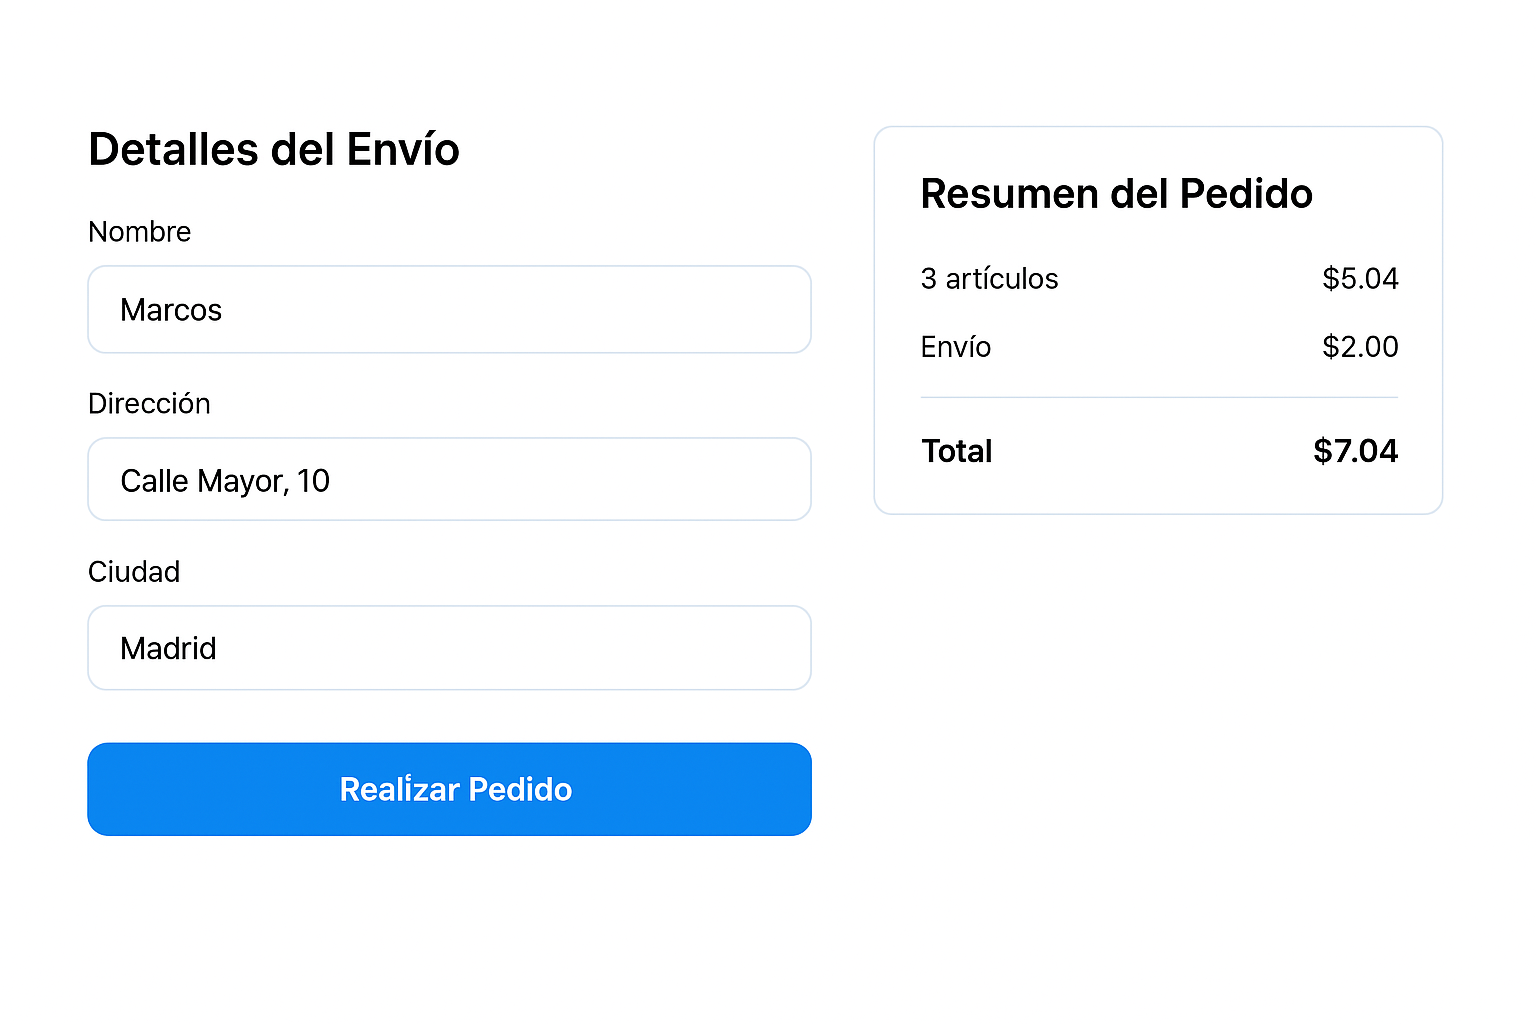 Detalles del Envío
Nombre
Marcos
Dirección
Calle Mayor, 10
Ciudad
Madrid
Realizar Pedido
Resumen del Pedido
3 artículos $5.04
Envío $2.00
Total $7.04